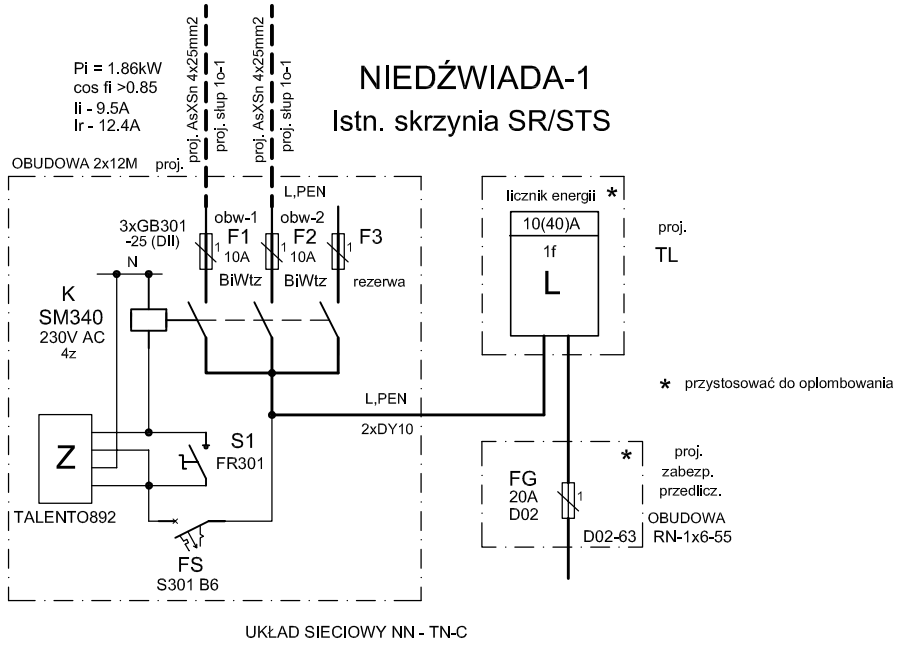 NIEDŹWIADA-1
Istn. skrzynia SR/STS
Pi = 1.86kW
cos fi >0.85
Ii - 9.5A
Ir - 12.4A
proj. AsXSn 4x25mm2
proj. słup 1o-1
proj. AsXSn 4x25mm2
proj. słup 1o-1
OBUDOWA 2x12M proj.
L,PEN
3xGB301
-25 (DII)
obw-1
F1
10A
BiWtz
1
obw-2
F2
10A
BiWtz
1
F3
rezerwa
1
N
K
SM340
230V AC
4z
Z
TALENTO892
S1
FR301
FS
S301 B6
L,PEN
2xDY10
licznik energii *
10(40)A
1f
L
proj.
TL
* przystosować do oplombowania
*
FG
20A
D02
1
D02-63
proj.
zabezp.
przedlicz.
OBUDOWA
RN-1x6-55
UKŁAD SIECIOWY NN - TN-C